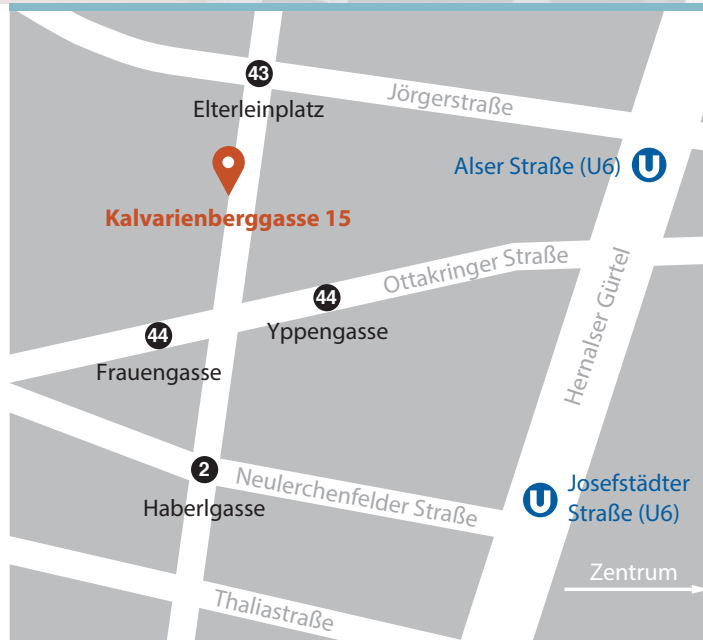 43
Elterleinplatz
Jörgerstraße
Alser Straße (U6)
U
Kalvarienberggasse 15
Ottakringer Straße
44
Yppengasse
44
Frauengasse
Hernalser Gürtel
2
Haberlgasse
Neulerchenfelder Straße
U
Josefstädter
Straße (U6)
Zentrum
Thaliastraße